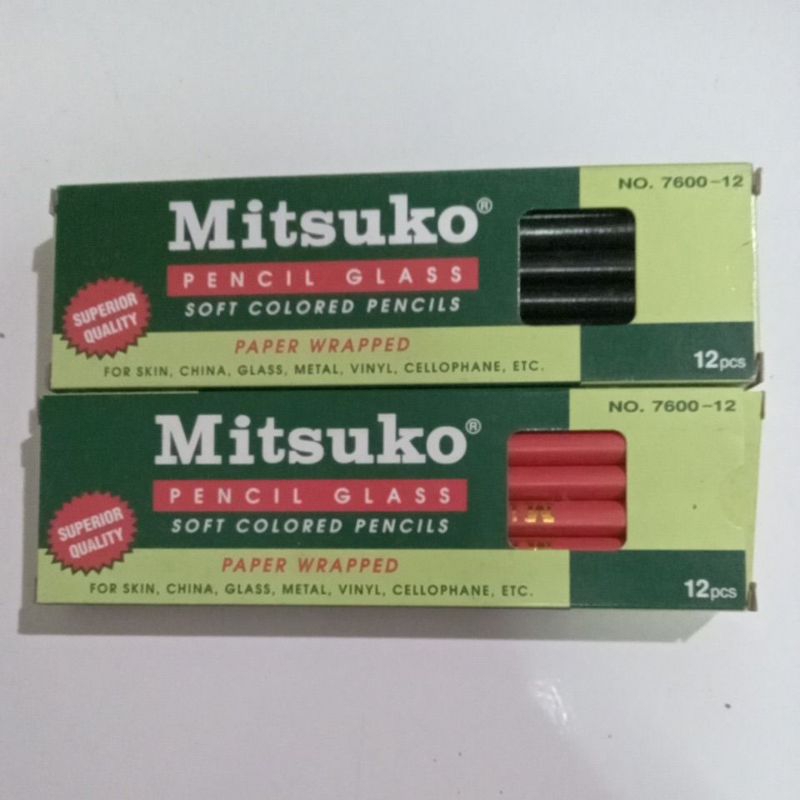 Mitsuko®
NO. 7600-12
PENCIL GLASS
SOFT COLORED PENCILS
SUPERIOR
QUALITY
PAPER WRAPPED
FOR SKIN, CHINA, GLASS, METAL, VINYL, CELLOPHANE, ETC.
12pcs
Mitsuko®
NO. 7600-12
PENCIL GLASS
SOFT COLORED PENCILS
SUPERIOR
QUALITY
PAPER WRAPPED
FOR SKIN, CHINA, GLASS, METAL, VINYL, CELLOPHANE, ETC.
12pcs